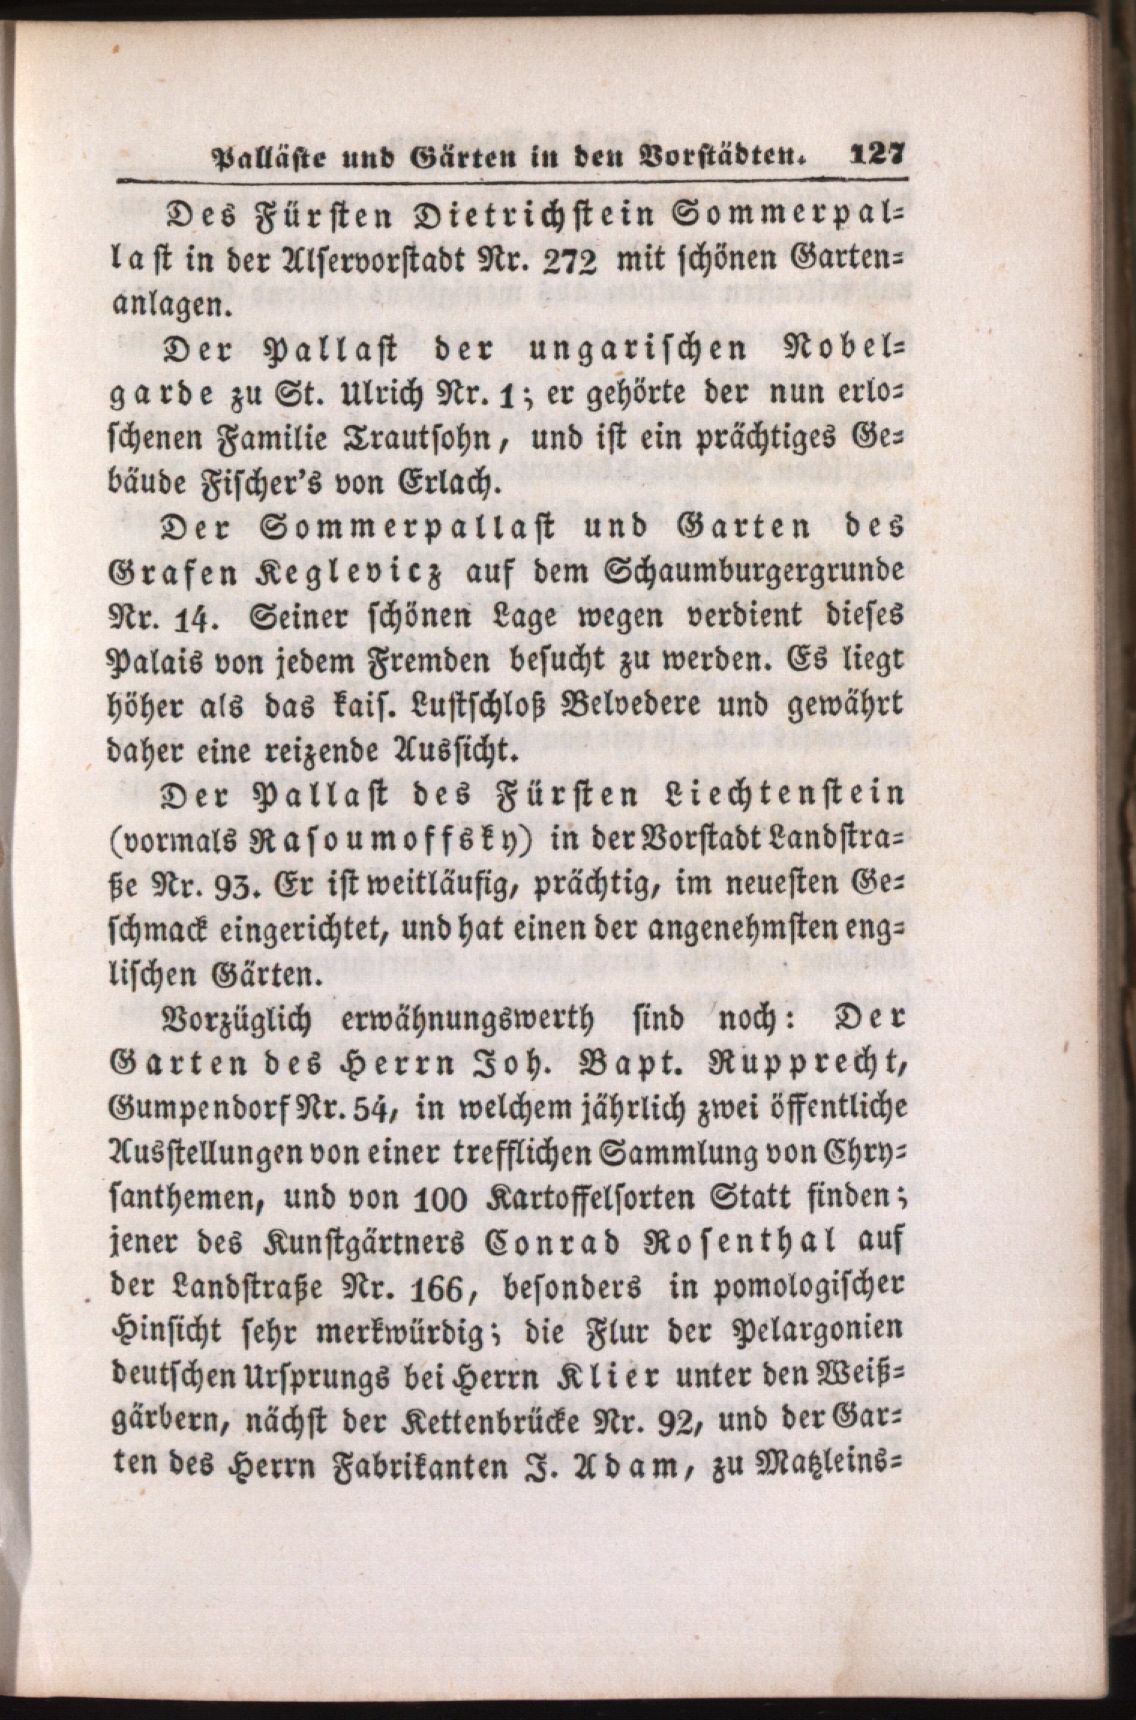 Palläste und Gärten in den Vorstädten. 127
Des Fürsten Dietrichstein Sommerpal-
last in der Alservorstadt Nr. 272 mit schönen Garten-
anlagen.
Der Pallast der ungarischen Nobel-
garde zu St. Ulrich Nr. 1; er gehörte der nun erlo-
schenen Familie Trautsohn, und ist ein prächtiges Ge-
bäude Fischer's von Erlach.
Der Sommerpallast und Garten des
Grafen Keglevicz auf dem Schaumburgergrunde
Nr. 14. Seiner schönen Lage wegen verdient dieses
Palais von jedem Fremden besucht zu werden. Es liegt
höher als das kais. Lustschloß Belvedere und gewährt
daher eine reizende Aussicht.
Der Pallast des Fürsten Liechtenstein
(vormals Rasoumoffsky) in der Vorstadt Landstra-
ße Nr. 93. Er ist weitläufig, prächtig, im neuesten Ge-
schmack eingerichtet, und hat einen der angenehmsten eng-
lischen Gärten.
Vorzüglich erwähnungswerth sind noch: Der
Garten des Herrn Joh. Bapt. Rupprecht,
Gumpendorf Nr. 54, in welchem jährlich zwei öffentliche
Ausstellungen von einer trefflichen Sammlung von Chry-
santhemen, und von 100 Kartoffelsorten Statt finden;
jener des Kunstgärtners Conrad Rosenthal auf
der Landstraße Nr. 166, besonders in pomologischer
Hinsicht sehr merkwürdig; die Flur der Pelargonien
deutschen Ursprungs bei Herrn Klier unter den Weiß-
gärbern, nächst der Kettenbrücke Nr. 92, und der Gar-
ten des Herrn Fabrikanten J. Adam, zu Matzleins-